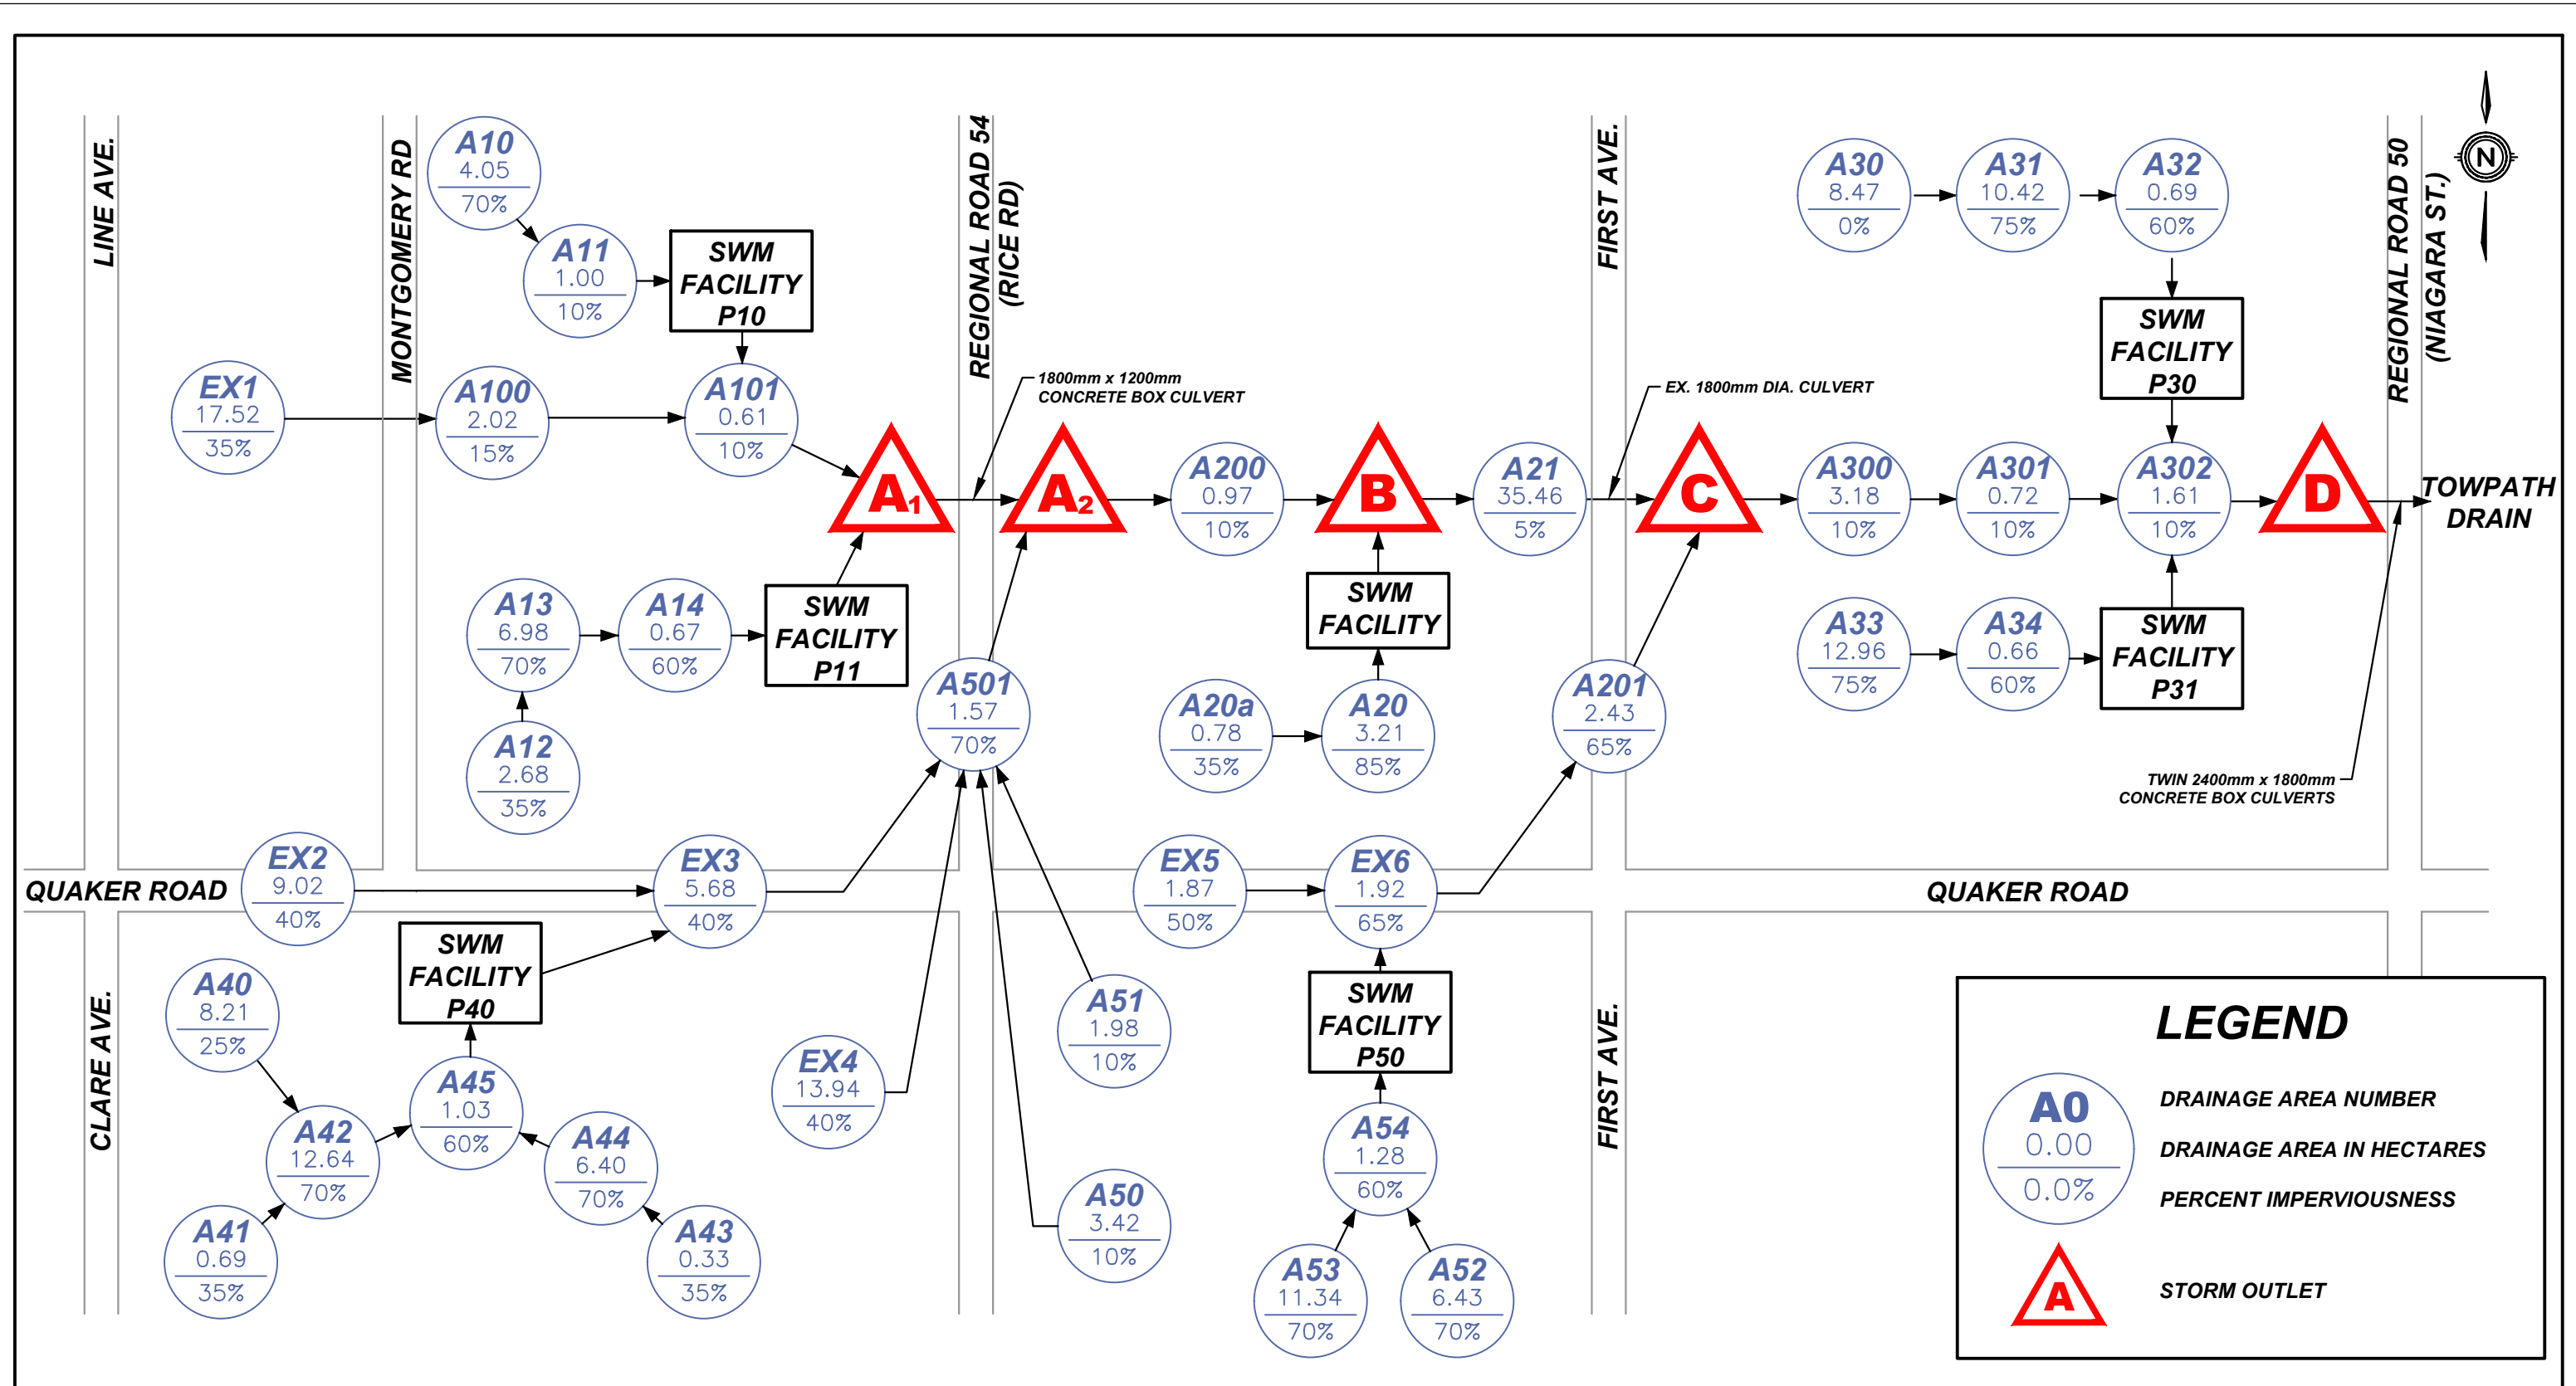 LINE AVE.
MONTGOMERY RD
A10
4.05
70%
A11
1.00
10%
SWM
FACILITY
P10
REGIONAL ROAD 54
(RICE RD)
FIRST AVE.
A30
8.47
0%
A31
10.42
75%
A32
0.69
60%
SWM
FACILITY
P30
REGIONAL ROAD 50
(NIAGARA ST.)
N
EX1
17.52
35%
A100
2.02
15%
A101
0.61
10%
1800mm x 1200mm
CONCRETE BOX CULVERT
EX. 1800mm DIA. CULVERT
A1
A2
A200
0.97
10%
B
A21
35.46
5%
C
A300
3.18
10%
A301
0.72
10%
A302
1.61
10%
D
TOWPATH
DRAIN
A13
6.98
70%
A14
0.67
60%
SWM
FACILITY
P11
A12
2.68
35%
A501
1.57
70%
SWM
FACILITY
A20a
0.78
35%
A20
3.21
85%
A201
2.43
65%
A33
12.96
75%
A34
0.66
60%
SWM
FACILITY
P31
TWIN 2400mm x 1800mm
CONCRETE BOX CULVERTS
QUAKER ROAD
EX2
9.02
40%
EX3
5.68
40%
EX5
1.87
50%
EX6
1.92
65%
QUAKER ROAD
SWM
FACILITY
P40
CLARE AVE.
A40
8.21
25%
A45
1.03
60%
A42
12.64
70%
A44
6.40
70%
A41
0.69
35%
A43
0.33
35%
EX4
13.94
40%
A51
1.98
10%
A50
3.42
10%
SWM
FACILITY
P50
A54
1.28
60%
A53
11.34
70%
A52
6.43
70%
FIRST AVE.
LEGEND
A0
0.00
0.0%
DRAINAGE AREA NUMBER
DRAINAGE AREA IN HECTARES
PERCENT IMPERVIOUSNESS
A
STORM OUTLET